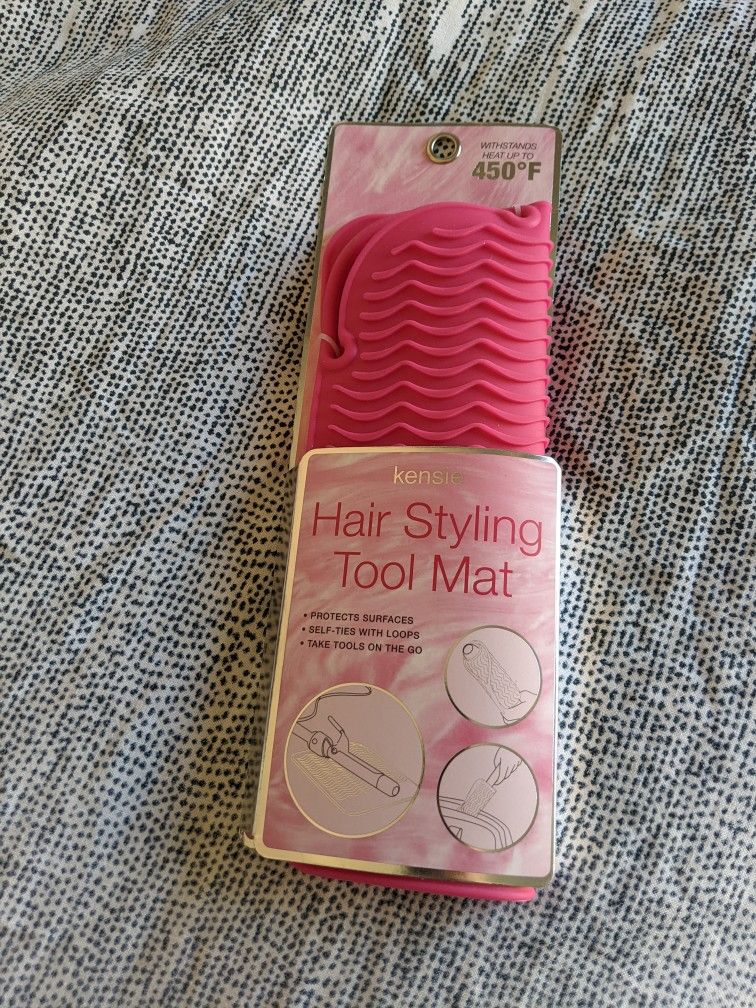 WITHSTANDS
HEAT UP TO
450°F
kensie
Hair Styling
Tool Mat
• PROTECTS SURFACES
• SELF-TIES WITH LOOPS
• TAKE TOOLS ON THE GO